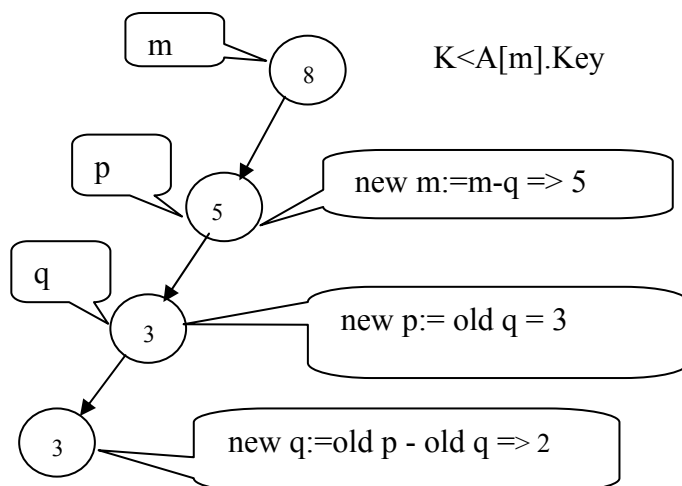 m
8
K<A[m].Key
p
5
new m:=m-q => 5
q
3
new p:= old q = 3
3
new q:=old p - old q => 2